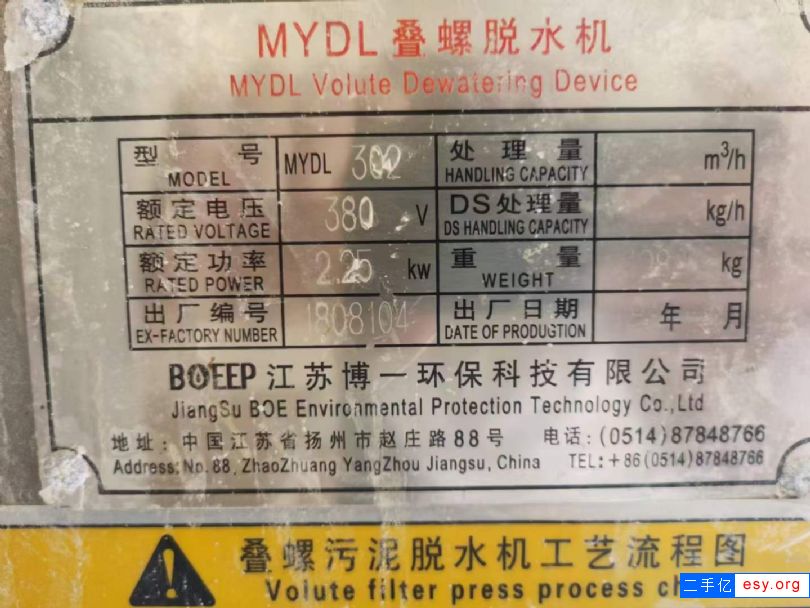 MYDL叠螺脱水机
MYDL Volute Dewatering Device
型号 MYDL 302 处理量 m³/h
MODEL HANDLING CAPACITY
额定电压 380 V DS处理量 kg/h
RATED VOLTAGE DS HANDLING CAPACITY
额定功率 2.25 kw 重量 kg
RATED POWER WEIGHT
出厂编号 1808104 出厂日期 年 月
EX-FACTORY NUMBER DATE OF PRODUGTION
BOEEP 江苏博一环保科技有限公司
JiangSu BOE Environmental Protection Technology Co.,Ltd
地址: 中国江苏省扬州市赵庄路88号 电话: (0514)87848766
Address: No.88, ZhaoZhuang YangZhou Jiangsu, China TEL: +86(0514)87848766
叠螺污泥脱水机工艺流程图
Volute filter press process
二手亿 esy.org